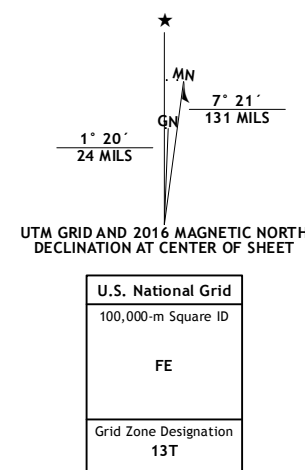 ★
MN
7° 21´
131 MILS
GN
1° 20´
24 MILS
UTM GRID AND 2016 MAGNETIC NORTH
DECLINATION AT CENTER OF SHEET
U.S. National Grid
100,000-m Square ID
FE
Grid Zone Designation
13T